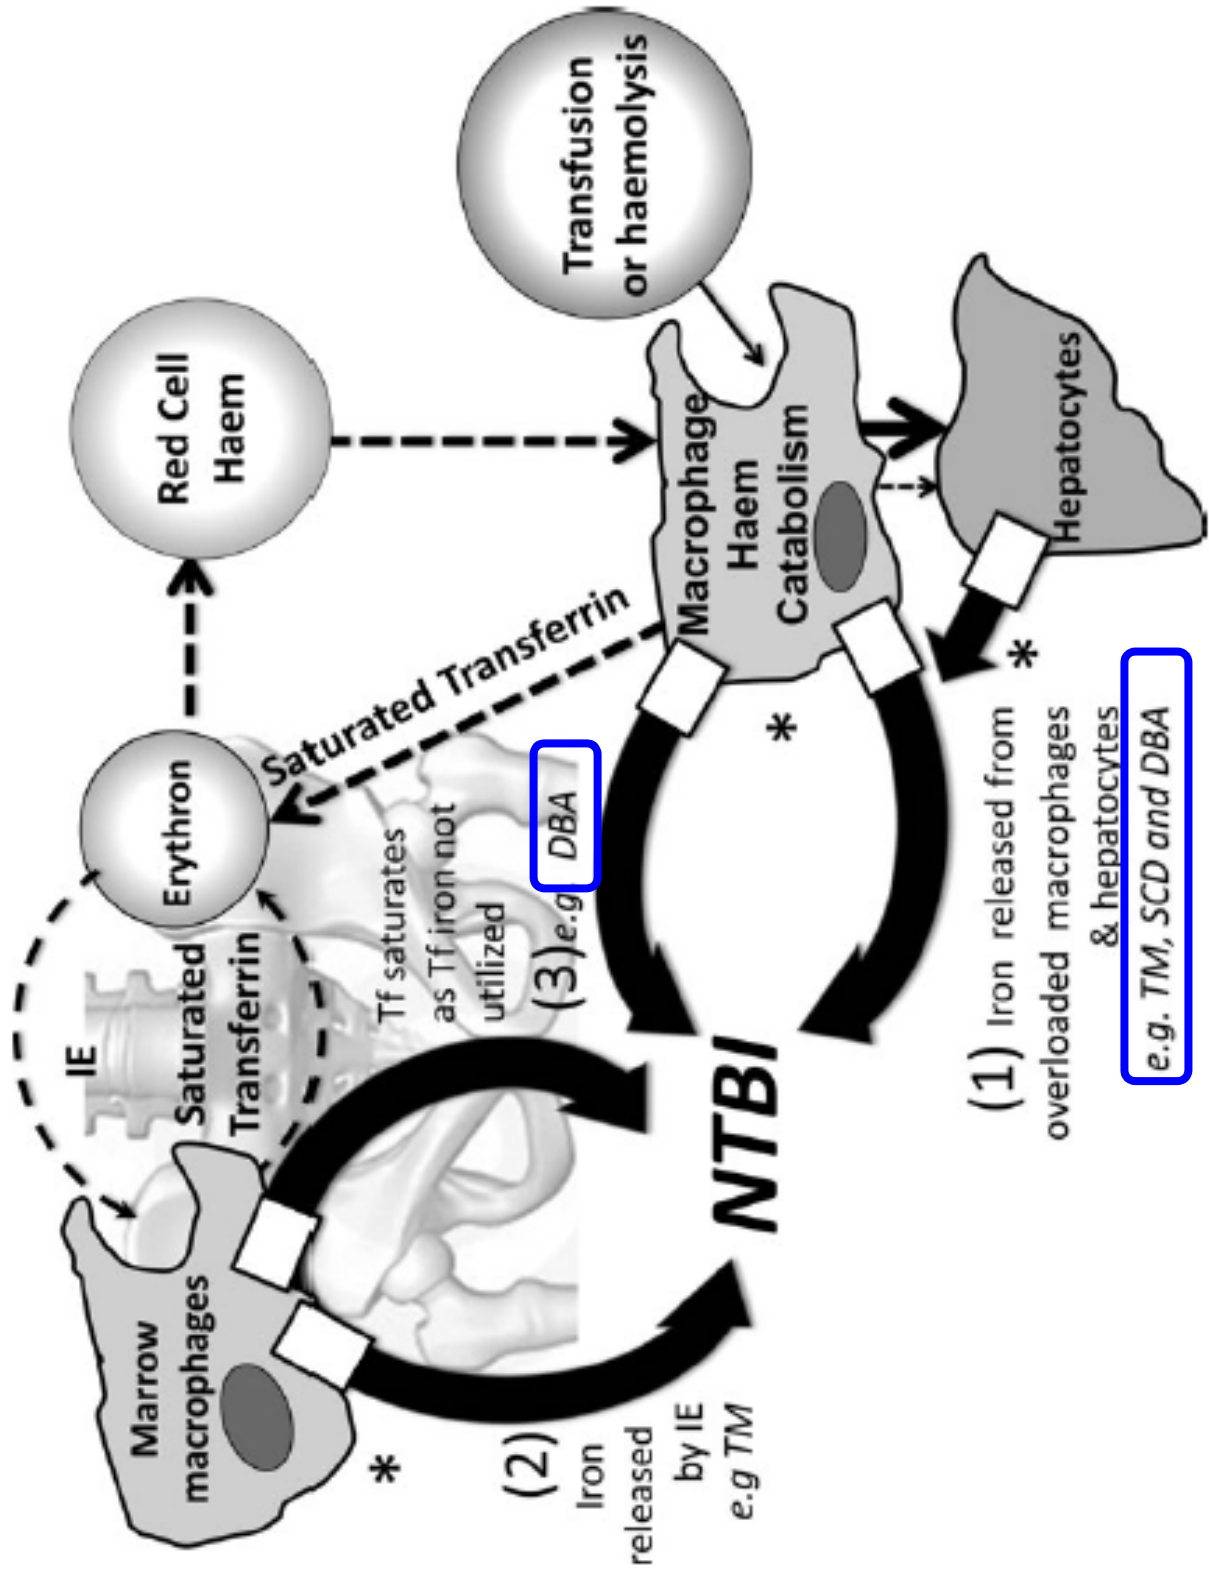 Marrow
macrophages
IE
Saturated
Transferrin
Erythron
Red Cell
Haem
Saturated Transferrin
Transfusion
or haemolysis
Macrophage
Haem
Catabolism
Hepatocytes
Tf saturates
as Tf iron not
utilized
(3) e.g. DBA
NTBI
*
*
*
(2)
Iron
released
by IE
e.g TM
(1) Iron released from
overloaded macrophages
& hepatocytes
e.g. TM, SCD and DBA